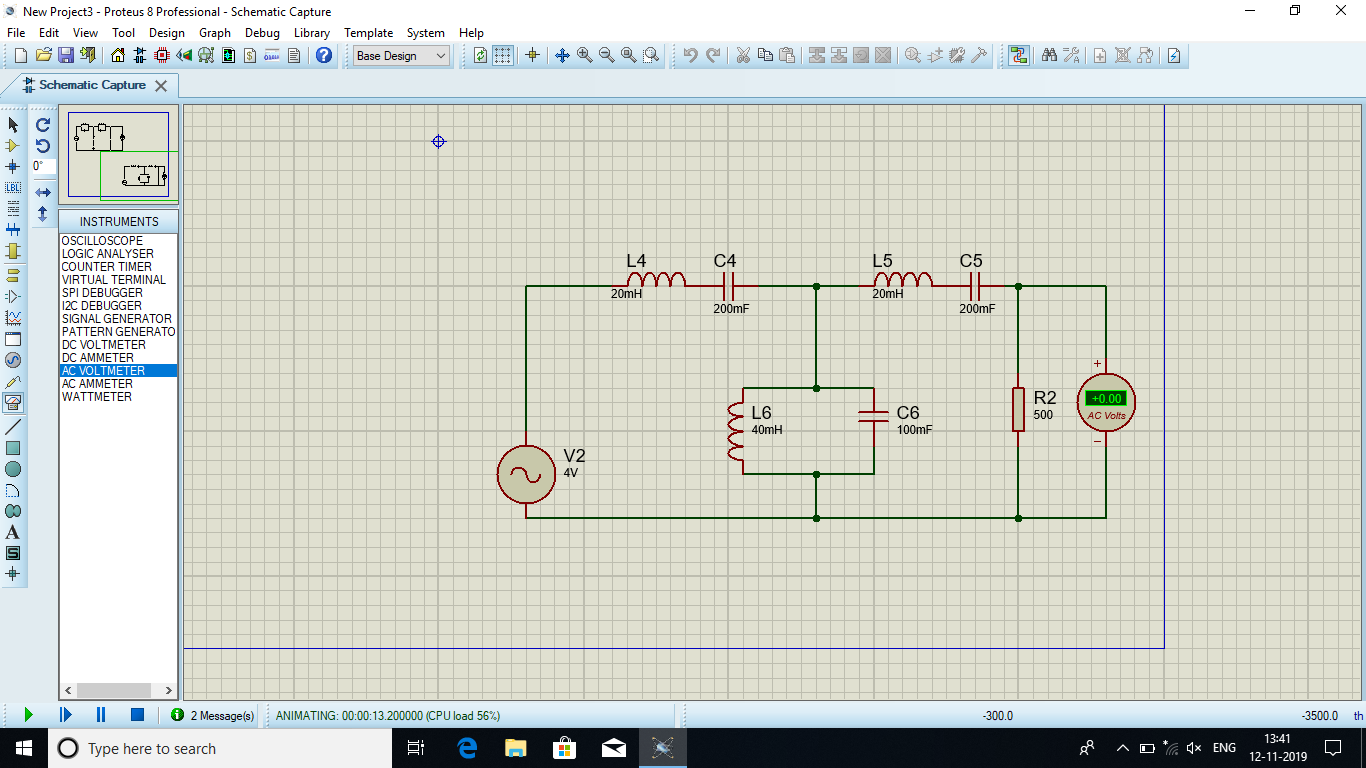 New Project3 - Proteus 8 Professional - Schematic Capture
File Edit View Tool Design Graph Debug Library Template System Help
Base Design
Schematic Capture
0°
LBL
INSTRUMENTS
OSCILLOSCOPE
LOGIC ANALYSER
COUNTER TIMER
VIRTUAL TERMINAL
SPI DEBUGGER
I2C DEBUGGER
SIGNAL GENERATOR
PATTERN GENERATO
DC VOLTMETER
DC AMMETER
AC VOLTMETER
AC AMMETER
WATTMETER
A
S
L4 C4 L5 C5
20mH 20mH
200mF 200mF
+
+0.00
AC Volts
−
R2
500
L6
40mH
C6
100mF
V2
4V
2 Message(s) ANIMATING: 00:00:13.200000 (CPU load 56%) -300.0 -3500.0 th
Type here to search
ENG
13:41
12-11-2019